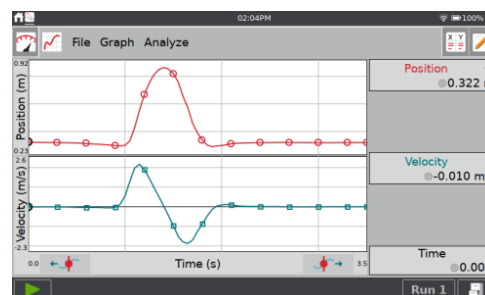 02:04PM
100%
File Graph Analyze
X Y
0.92
Position (m)
0.23
Position
0.322
2.6
Velocity (m/s)
-2.3
Velocity
-0.010 m
0.0
Time (s)
3.5
Time
0.00
Run 1